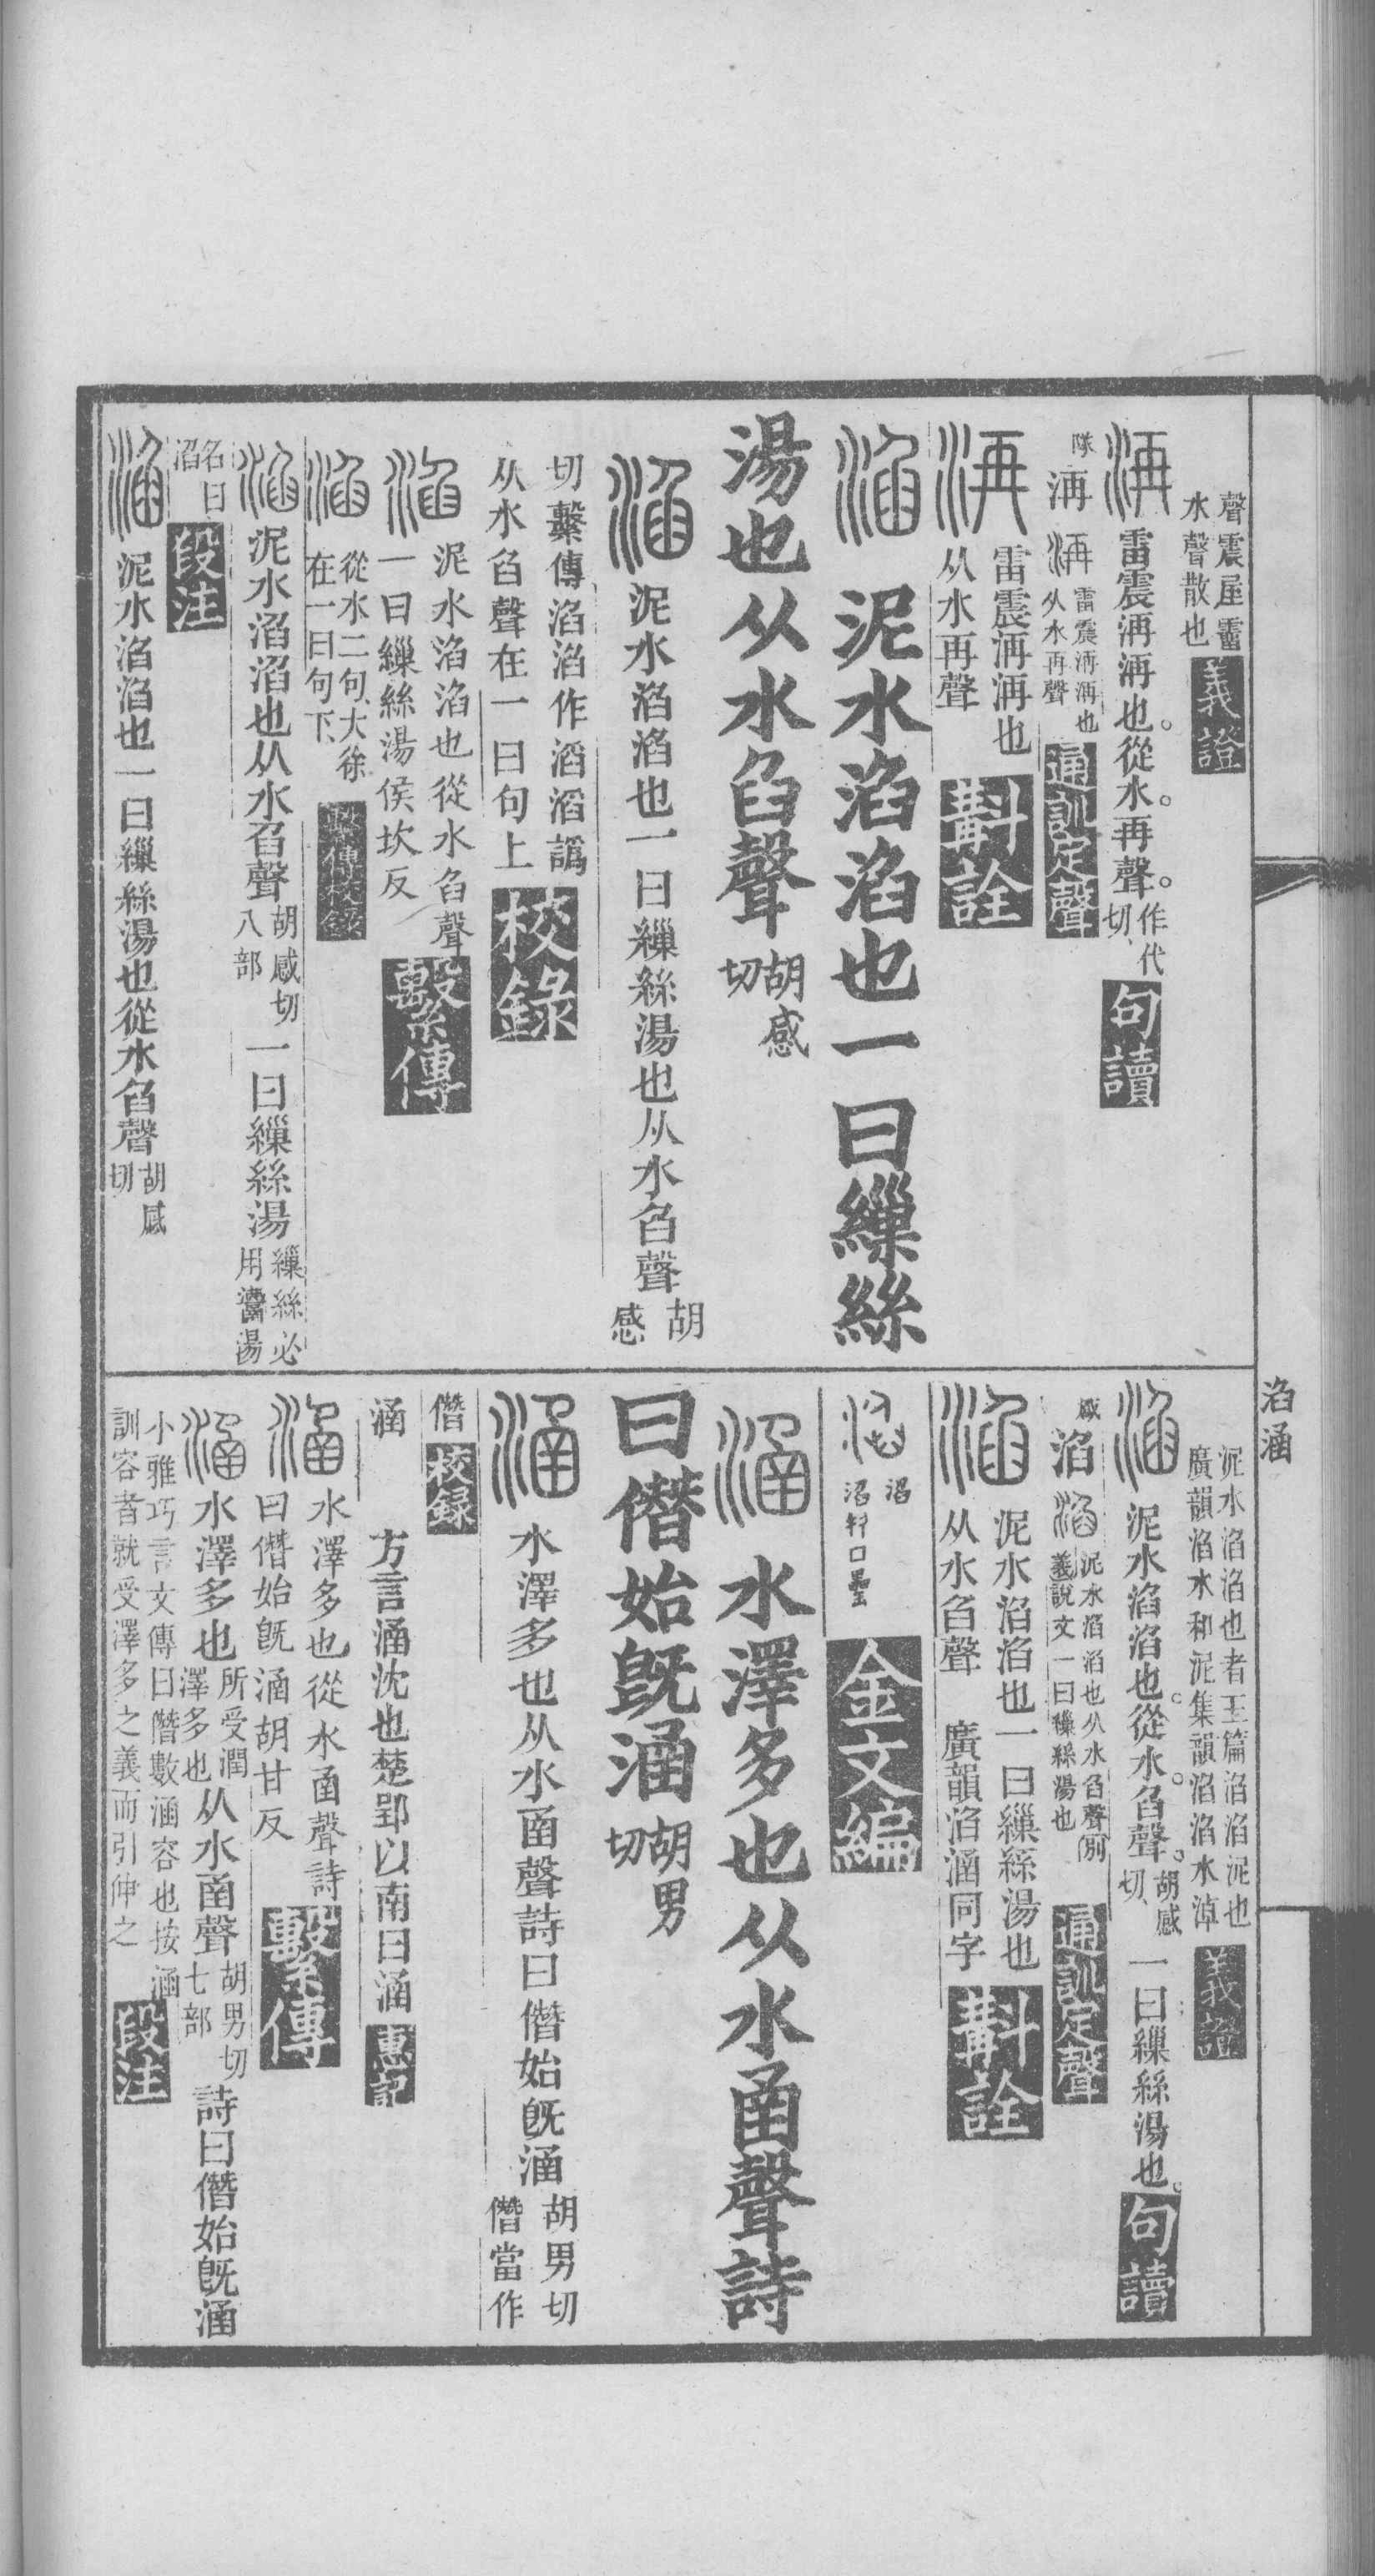 聲震屋霤
水聲散也
義證
洅 雷震洅洅也。從水。再聲。
作代
切、
句讀
隊
洅 洅
雷震洅洅也
从水再聲
通訓定聲
洅
雷震洅洅也
从水再聲
斠詮
淊 泥水淊淊也一曰繅絲
湯也从水臽聲
胡感
切
淊 泥水淊淊也一曰繅絲湯也从水臽聲
胡
感
切繫傳淊淊作滔滔譌
从水臽聲在一曰句上
校錄
淊
泥水淊淊也從水臽聲
一曰繅絲湯侯坎反
繫傳
淊
從水二句、大徐
在一曰句下、
繫傳校錄
淊 泥水淊淊也从水臽聲
胡感切
八部
一曰繅絲湯
繅絲必
用湯
名曰
淊
段注
淊 泥水淊淊也一曰繅絲湯也從水臽聲
胡感
切
淊涵
泥水淊淊也者玉篇淊淊泥也
廣韻淊水和泥集韻淊淊水淖
義證
淊 泥水淊淊也。從水。臽聲。
胡感
切、
一曰繅絲湯也。
句讀
淊 淊
泥水淊淊也从水臽聲 別
義說文一曰繅絲湯也
通訓定聲
淊
泥水淊淊也一曰繅絲湯也
从水臽聲 廣韻淊涵同字
斠詮
淊
淊
口
金文編
涵 水澤多也从水圅聲詩
曰僭始旣涵
胡男
切
涵 水澤多也从水圅聲詩曰僭始旣涵
胡男切
僭當作
僭
校錄
涵 方言涵沈也楚郢以南曰涵
惠記
涵
水澤多也從水圅聲詩
曰僭始旣涵胡甘反
繫傳
涵 水澤多也
所受潤
澤多也
从水圅聲
胡男切
七部
詩曰僭始旣涵
小雅巧言文傳曰僭數涵容也按涵
訓容者就受澤多之義而引伸之
段注